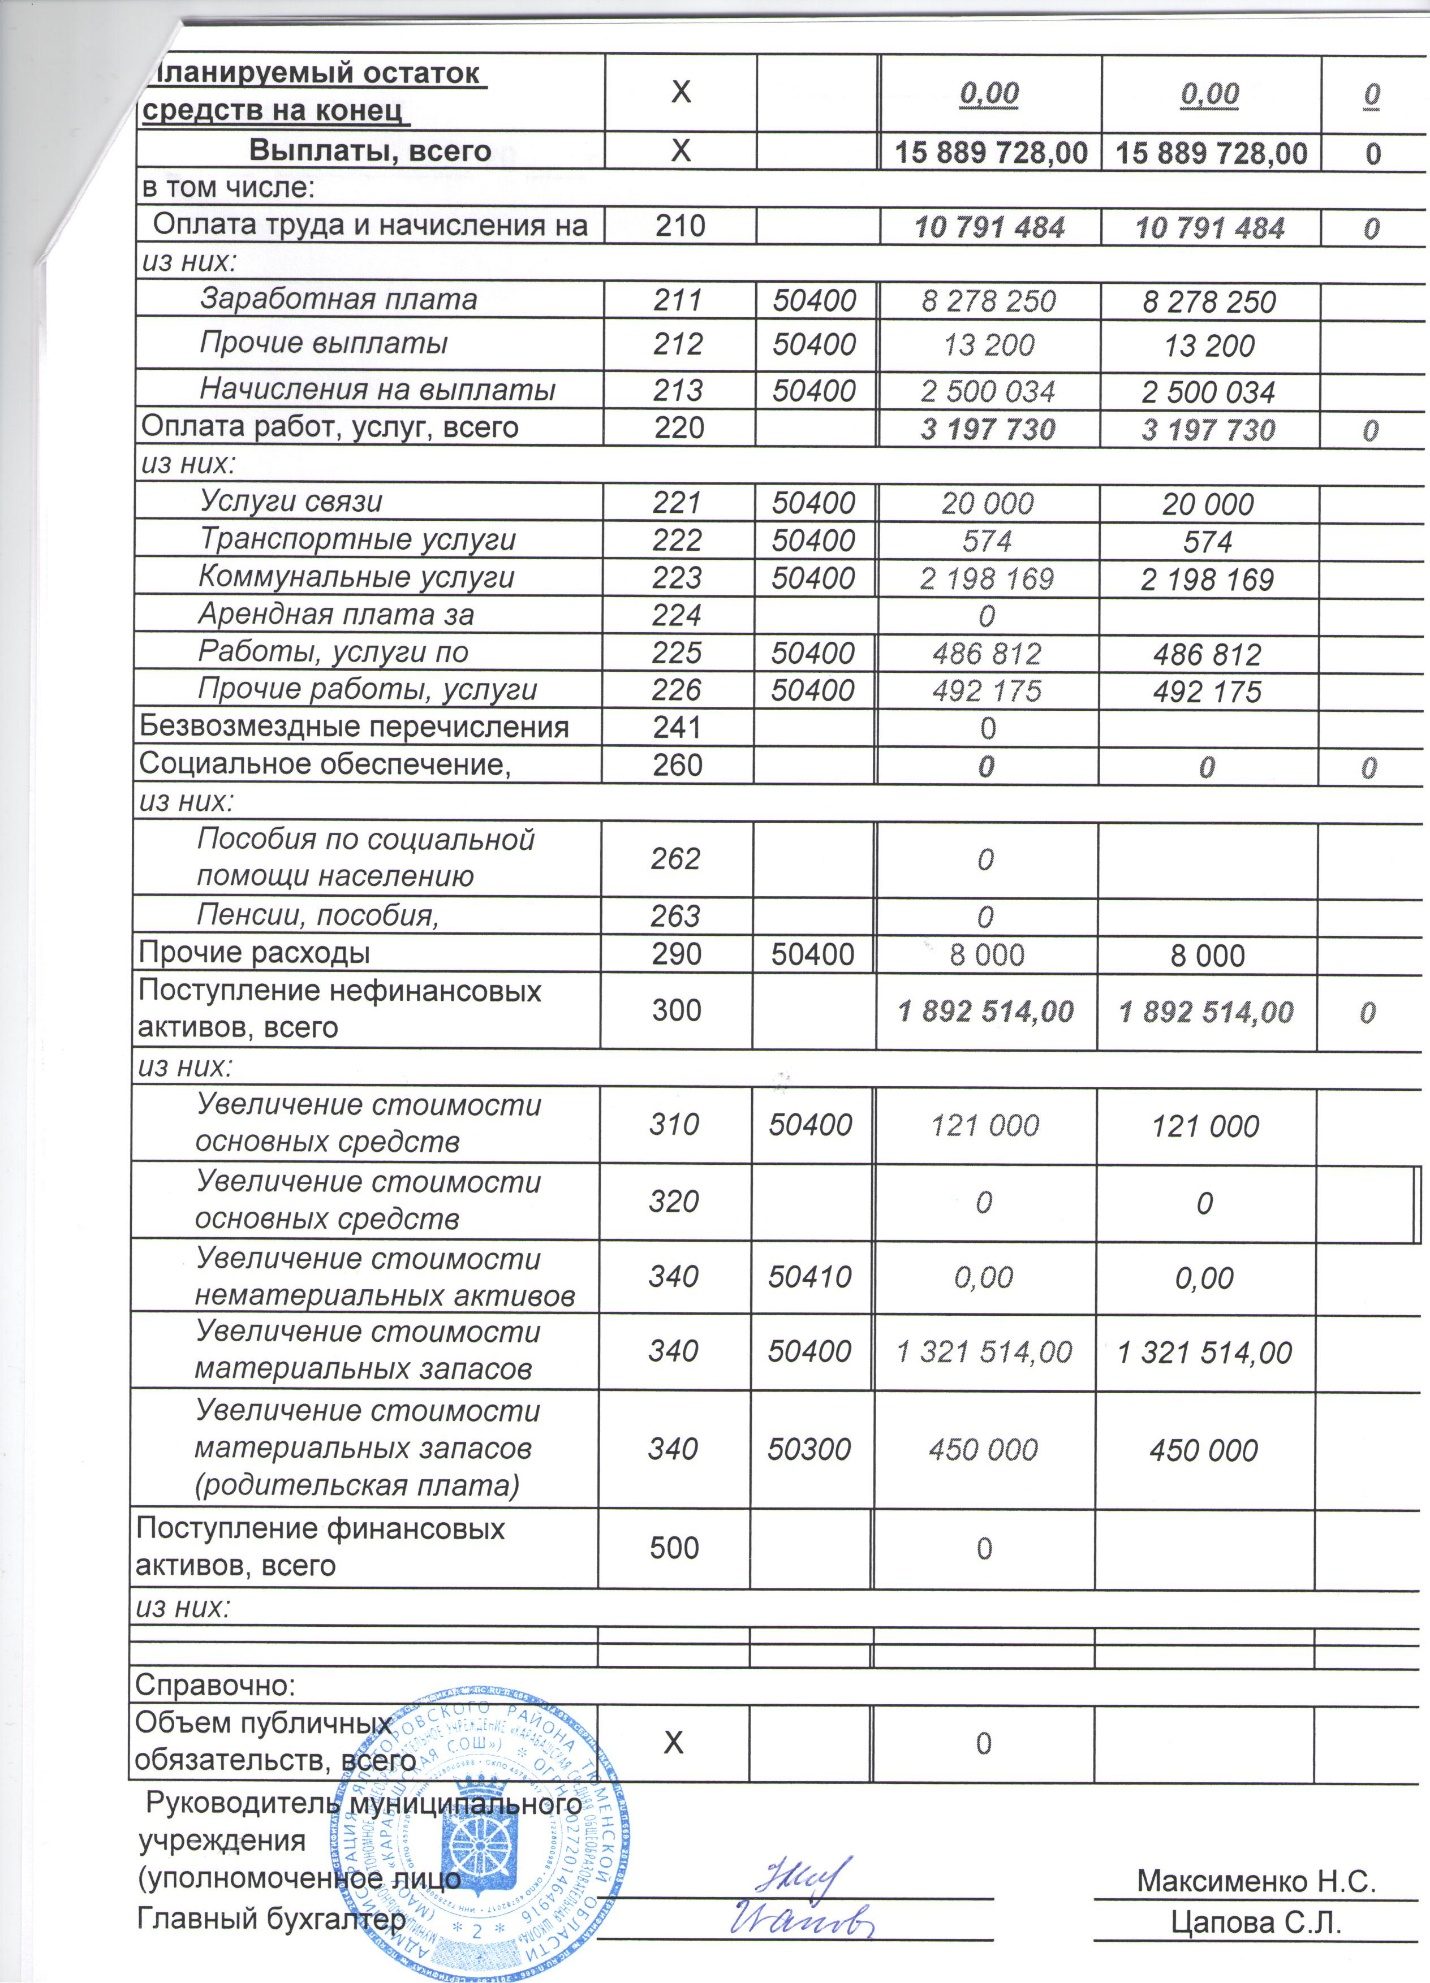 Планируемый остаток
средств на конец X 0,00 0,00 0
Выплаты, всего X 15 889 728,00 15 889 728,00 0
в том числе:
Оплата труда и начисления на 210 10 791 484 10 791 484 0
из них:
Заработная плата 211 50400 8 278 250 8 278 250
Прочие выплаты 212 50400 13 200 13 200
Начисления на выплаты 213 50400 2 500 034 2 500 034
Оплата работ, услуг, всего 220 3 197 730 3 197 730 0
из них:
Услуги связи 221 50400 20 000 20 000
Транспортные услуги 222 50400 574 574
Коммунальные услуги 223 50400 2 198 169 2 198 169
Арендная плата за 224 0
Работы, услуги по 225 50400 486 812 486 812
Прочие работы, услуги 226 50400 492 175 492 175
Безвозмездные перечисления 241 0
Социальное обеспечение, 260 0 0 0
из них:
Пособия по социальной
помощи населению 262 0
Пенсии, пособия, 263 0
Прочие расходы 290 50400 8 000 8 000
Поступление нефинансовых
активов, всего 300 1 892 514,00 1 892 514,00 0
из них:
Увеличение стоимости
основных средств 310 50400 121 000 121 000
Увеличение стоимости
основных средств 320 0 0
Увеличение стоимости
нематериальных активов 340 50410 0,00 0,00
Увеличение стоимости
материальных запасов 340 50400 1 321 514,00 1 321 514,00
Увеличение стоимости
материальных запасов 340 50300 450 000 450 000
(родительская плата)
Поступление финансовых
активов, всего 500 0
из них:
Справочно:
Объем публичных
обязательств, всего X 0
Руководитель муниципального
учреждения
(уполномоченное лицо Максименко Н.С.
Главный бухгалтер Цапова С.Л.
АДМИНИСТРАЦИЯ ЯЛУТОРОВСКОГО РАЙОНА ТЮМЕНСКОЙ ОБЛАСТИ
(МАОУ «КАРАБАШСКАЯ СОШ») * ОГРН 1027201464916
* 2 *